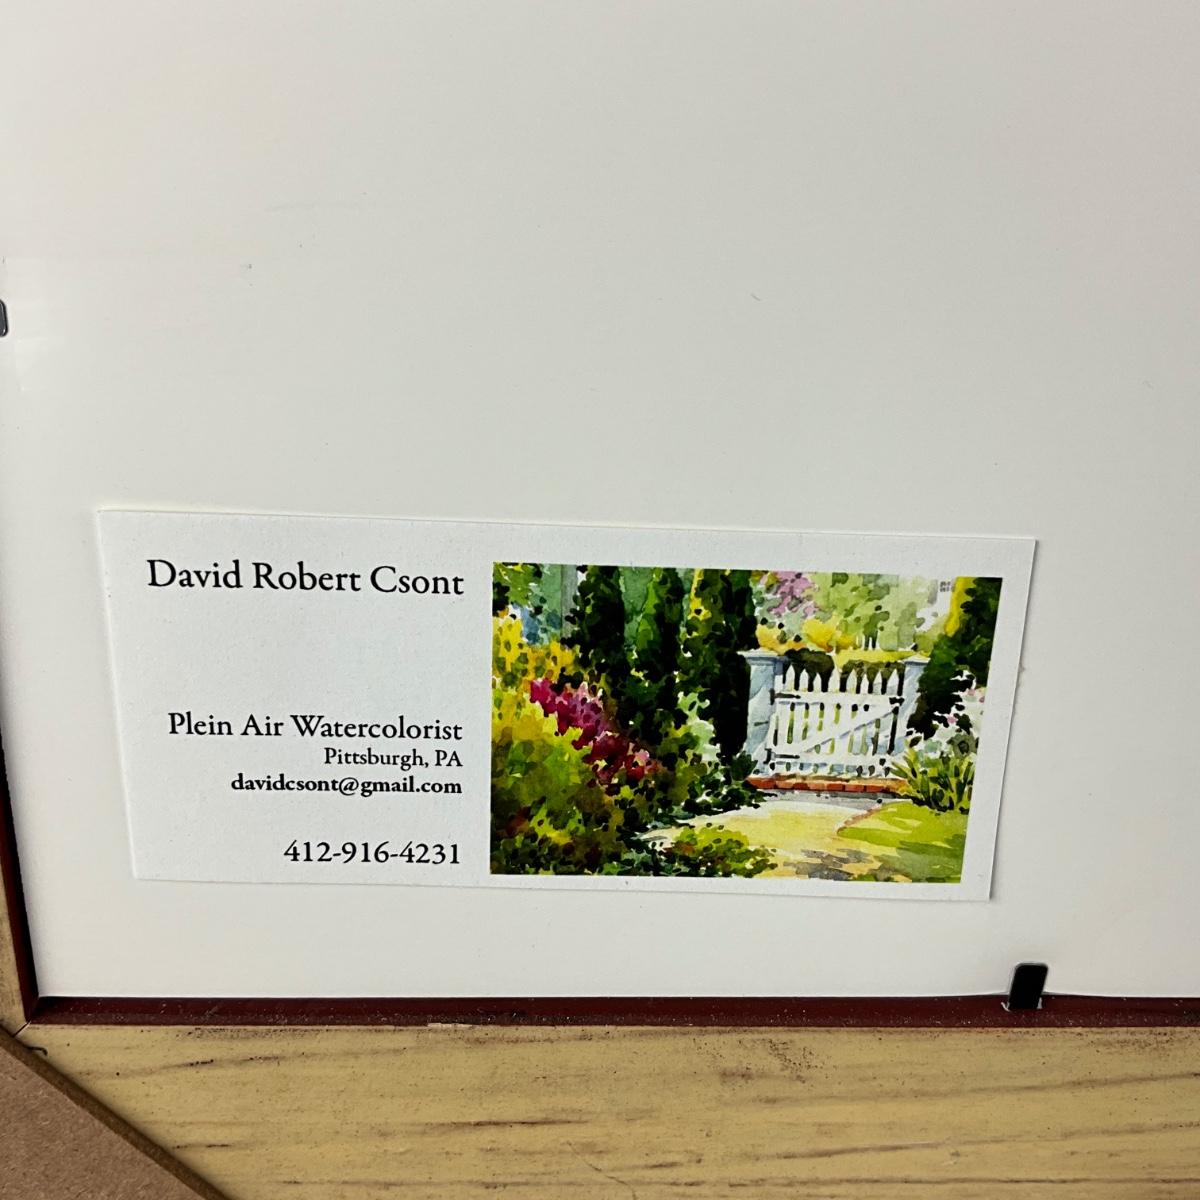 David Robert Csont
Plein Air Watercolorist
Pittsburgh, PA
davidcsont@gmail.com
412-916-4231